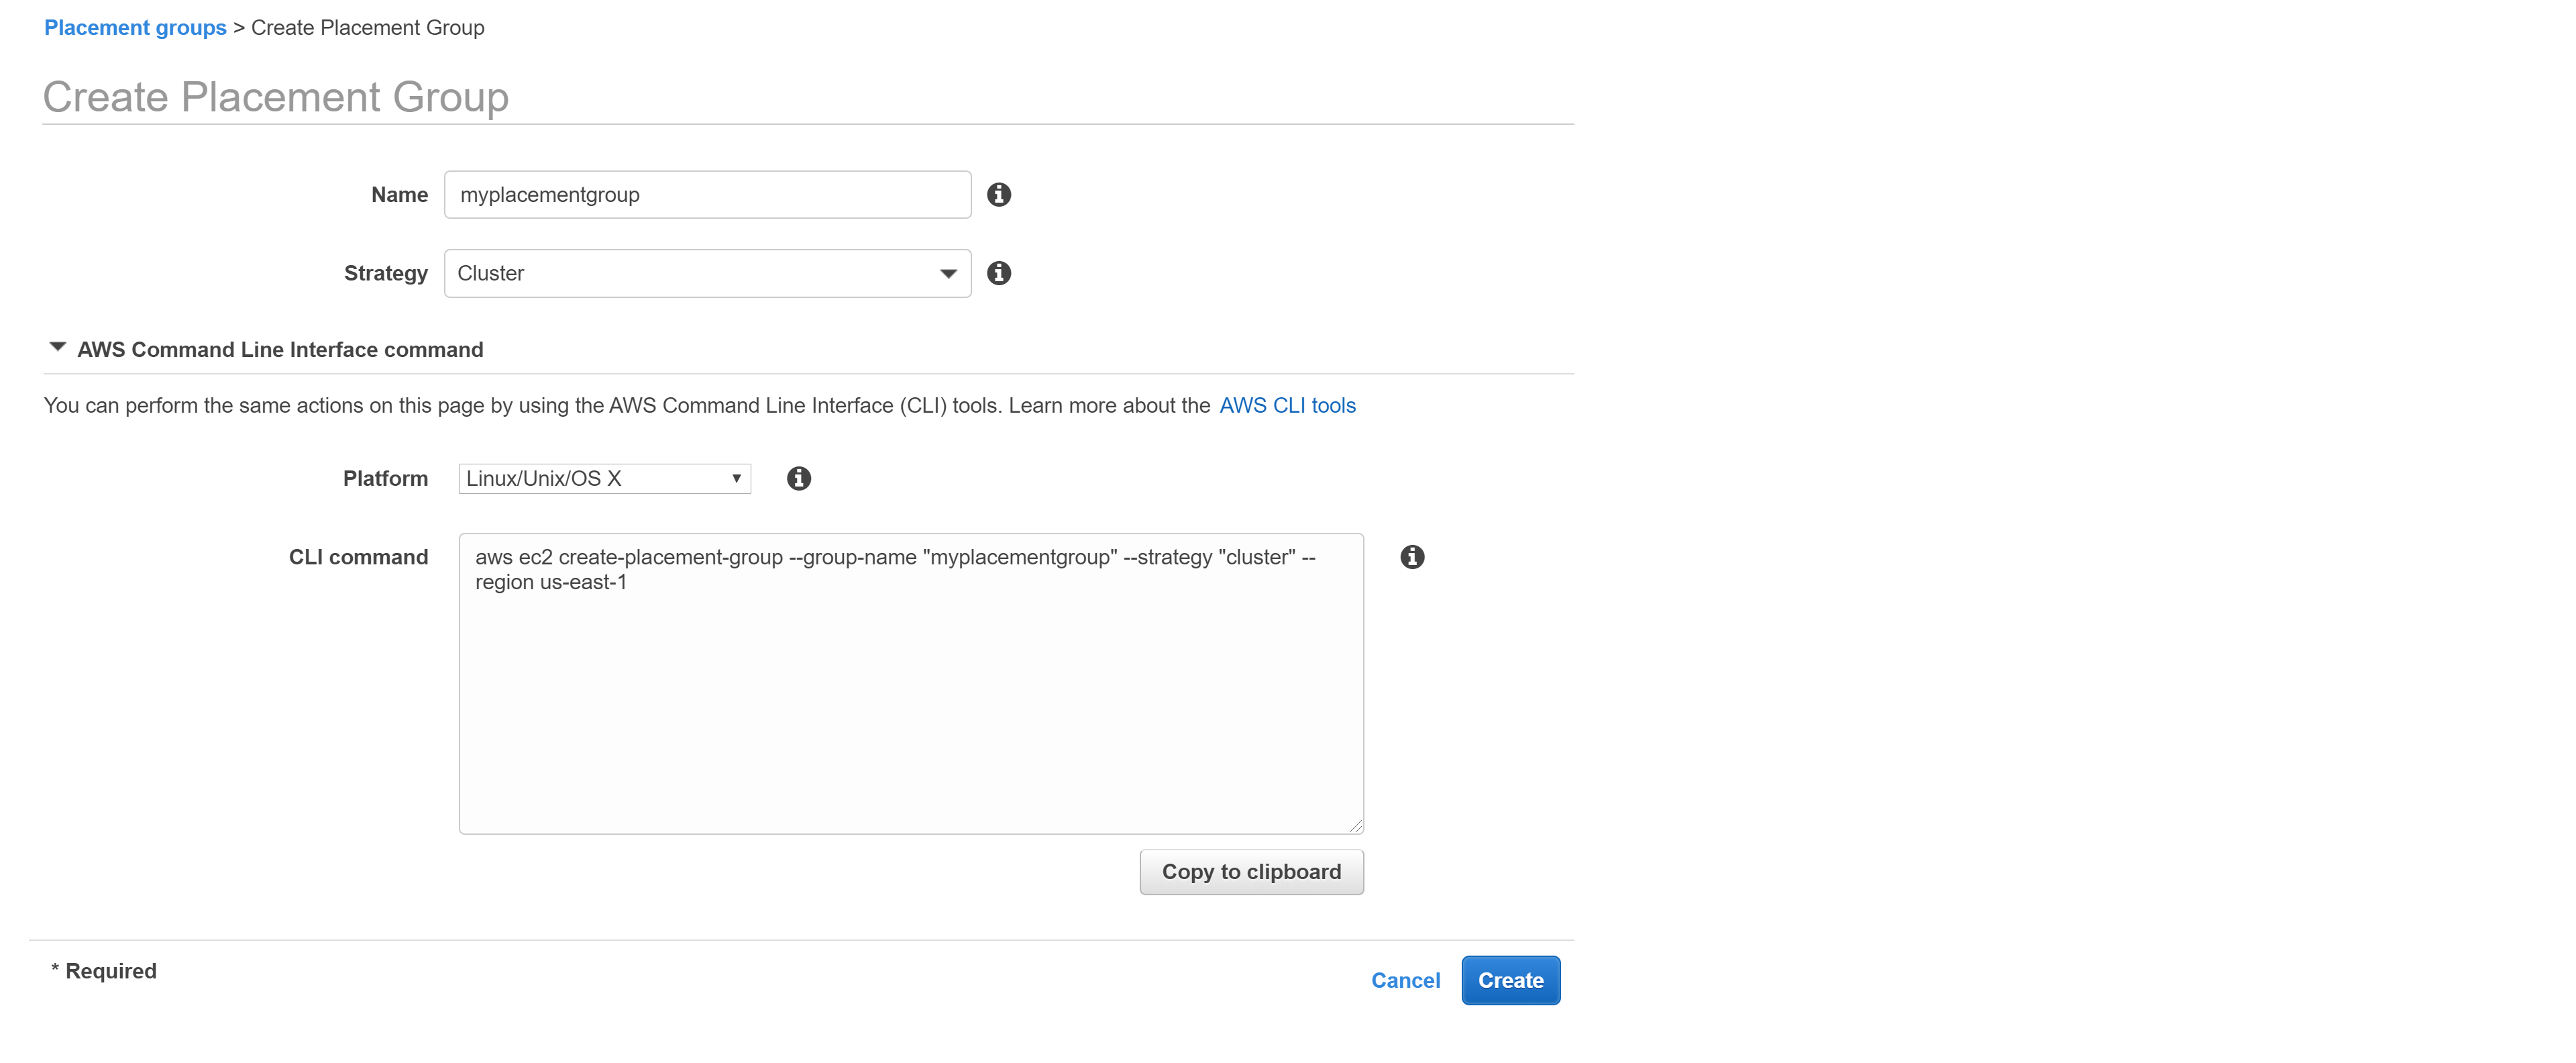 Placement groups > Create Placement Group
Create Placement Group
Name myplacementgroup
Strategy Cluster
AWS Command Line Interface command
You can perform the same actions on this page by using the AWS Command Line Interface (CLI) tools. Learn more about the AWS CLI tools
Platform Linux/Unix/OS X
CLI command aws ec2 create-placement-group --group-name "myplacementgroup" --strategy "cluster" --
region us-east-1
Copy to clipboard
* Required
Cancel Create